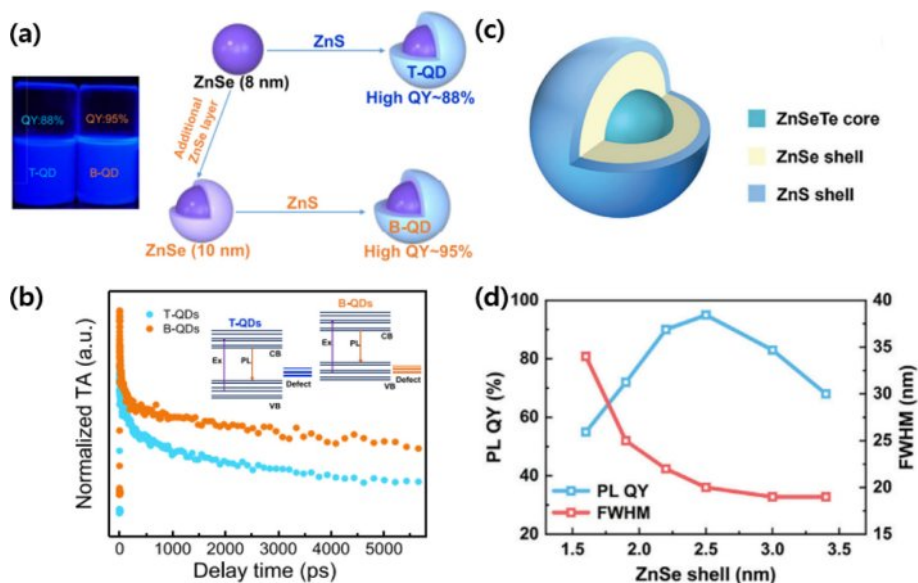 (a)
QY:88%
QY:95%
T-QD
B-QD
ZnSe (8 nm)
ZnS
T-QD
High QY~88%
Additional
ZnSe layer
ZnSe (10 nm)
ZnS
B-QD
High QY~95%
(c)
ZnSeTe core
ZnSe shell
ZnS shell
(b)
Normalized TA (a.u.)
T-QDs
B-QDs
T-QDs
Ex
PL
CB
Defect
VB
B-QDs
Ex
PL
CB
Defect
VB
0 1000 2000 3000 4000 5000
Delay time (ps)
(d)
PL QY (%)
100
80
60
40
20
PL QY
FWHM
40
35
30
25
20
15
FWHM (nm)
1.5 2.0 2.5 3.0 3.5
ZnSe shell (nm)